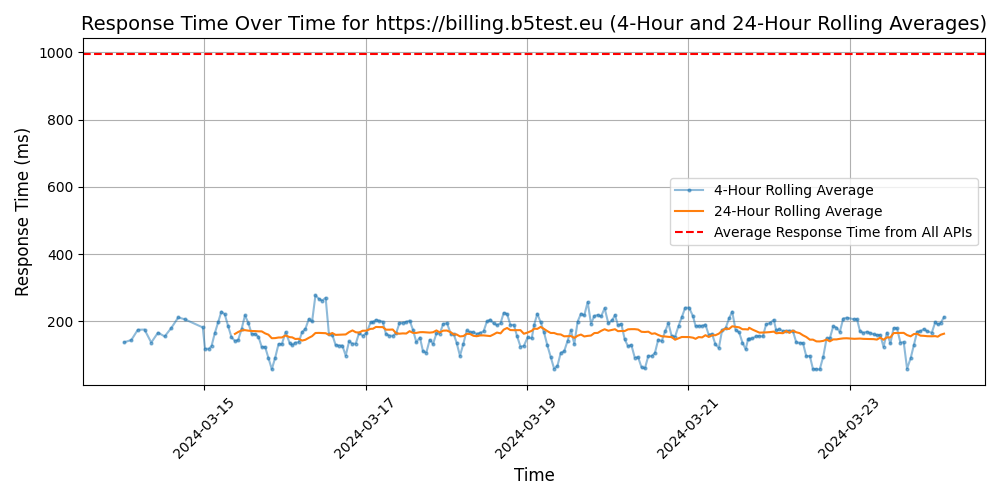 Response Time Over Time for https://billing.b5test.eu (4-Hour and 24-Hour Rolling Averages)
Response Time (ms)
1000
800
600
400
200
4-Hour Rolling Average
24-Hour Rolling Average
Average Response Time from All APIs
2024-03-15
2024-03-17
2024-03-19
2024-03-21
2024-03-23
Time